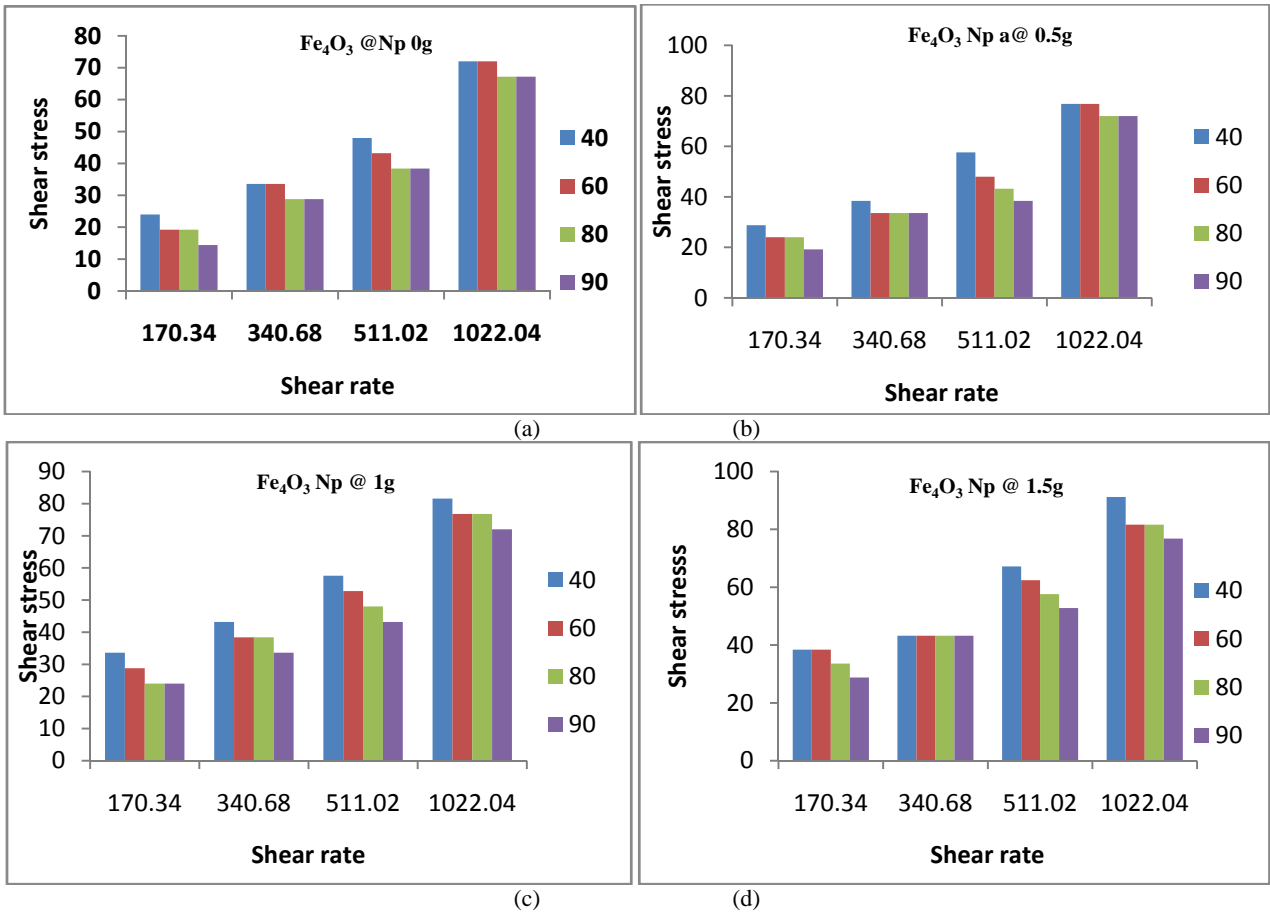 Fe₄O₃ @Np 0g
Shear stress
80
70
60
50
40
30
20
10
0
170.34 340.68 511.02 1022.04
Shear rate
40
60
80
90
(a)
Fe₄O₃ Np a@ 0.5g
Shear stress
100
80
60
40
20
0
170.34 340.68 511.02 1022.04
Shear rate
40
60
80
90
(b)
Fe₄O₃ Np @ 1g
Shear stress
90
80
70
60
50
40
30
20
10
0
170.34 340.68 511.02 1022.04
Shear rate
40
60
80
90
(c)
Fe₄O₃ Np @ 1.5g
Shear stresss
100
80
60
40
20
0
170.34 340.68 511.02 1022.04
Shear rate
40
60
80
90
(d)